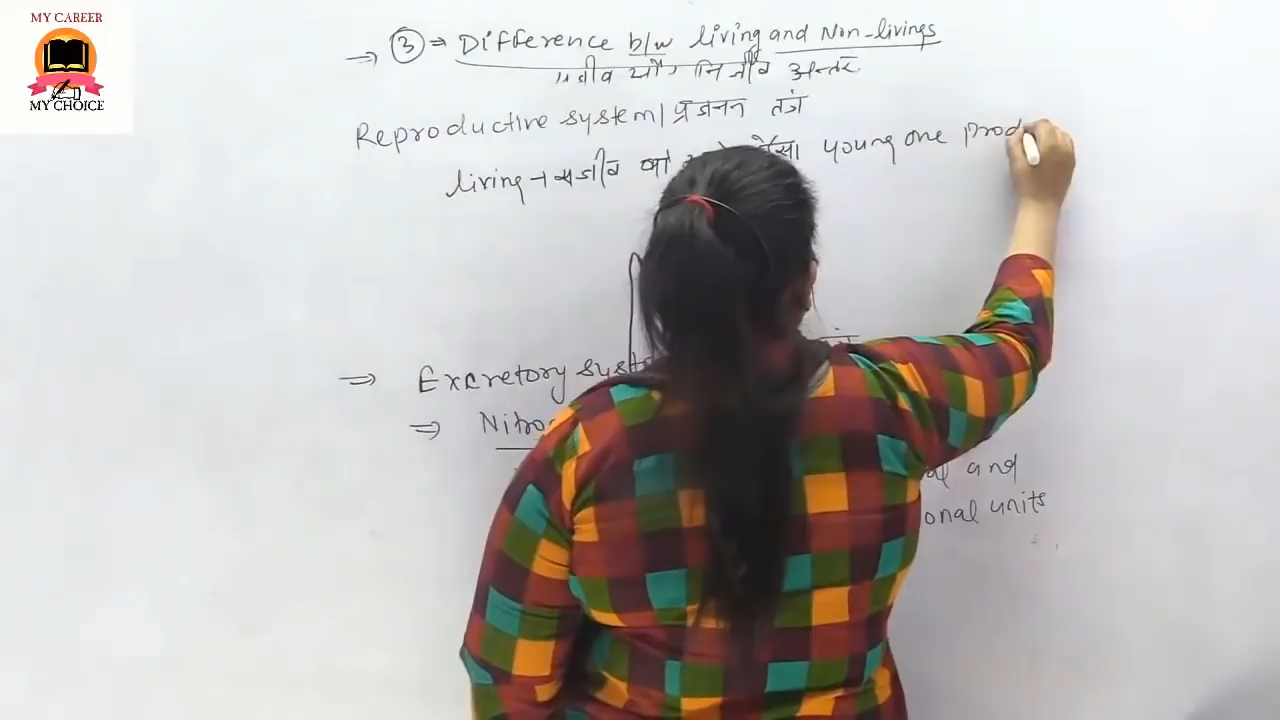 MY CAREER
MY CHOICE
→ ③ ⇒ Difference b/w living and Non-livings
सजीव और निर्जीव अन्तर
Reproductive system/प्रजनन तंत्र
living → सजीव जैसा young one Prod
⇒ Excretory syst
⇒ Nitro
and
onal units